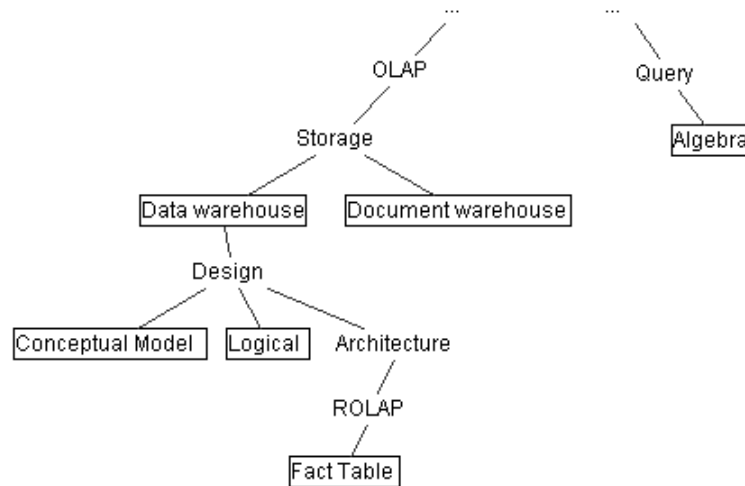 ... ...
OLAP Query
Storage Algebra
Data warehouse Document warehouse
Design
Conceptual Model Logical Architecture
ROLAP
Fact Table